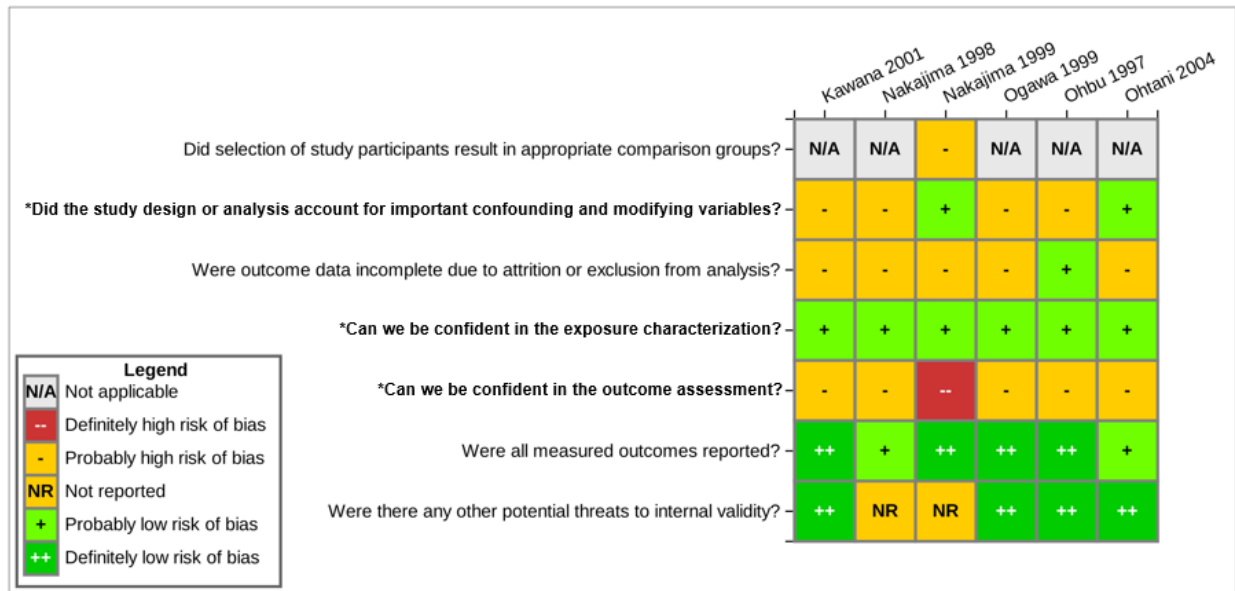 Kawana 2001
Nakajima 1998
Nakajima 1999
Ogawa 1999
Ohbu 1997
Ohtani 2004
Did selection of study participants result in appropriate comparison groups? N/A N/A - N/A N/A N/A
*Did the study design or analysis account for important confounding and modifying variables? - - + - - +
Were outcome data incomplete due to attrition or exclusion from analysis? - - - - + -
*Can we be confident in the exposure characterization? + + + + + +
*Can we be confident in the outcome assessment? - - -- - - -
Were all measured outcomes reported? ++ + ++ ++ ++ +
Were there any other potential threats to internal validity? ++ NR NR ++ ++ ++
Legend
N/A Not applicable
-- Definitely high risk of bias
- Probably high risk of bias
NR Not reported
+ Probably low risk of bias
++ Definitely low risk of bias